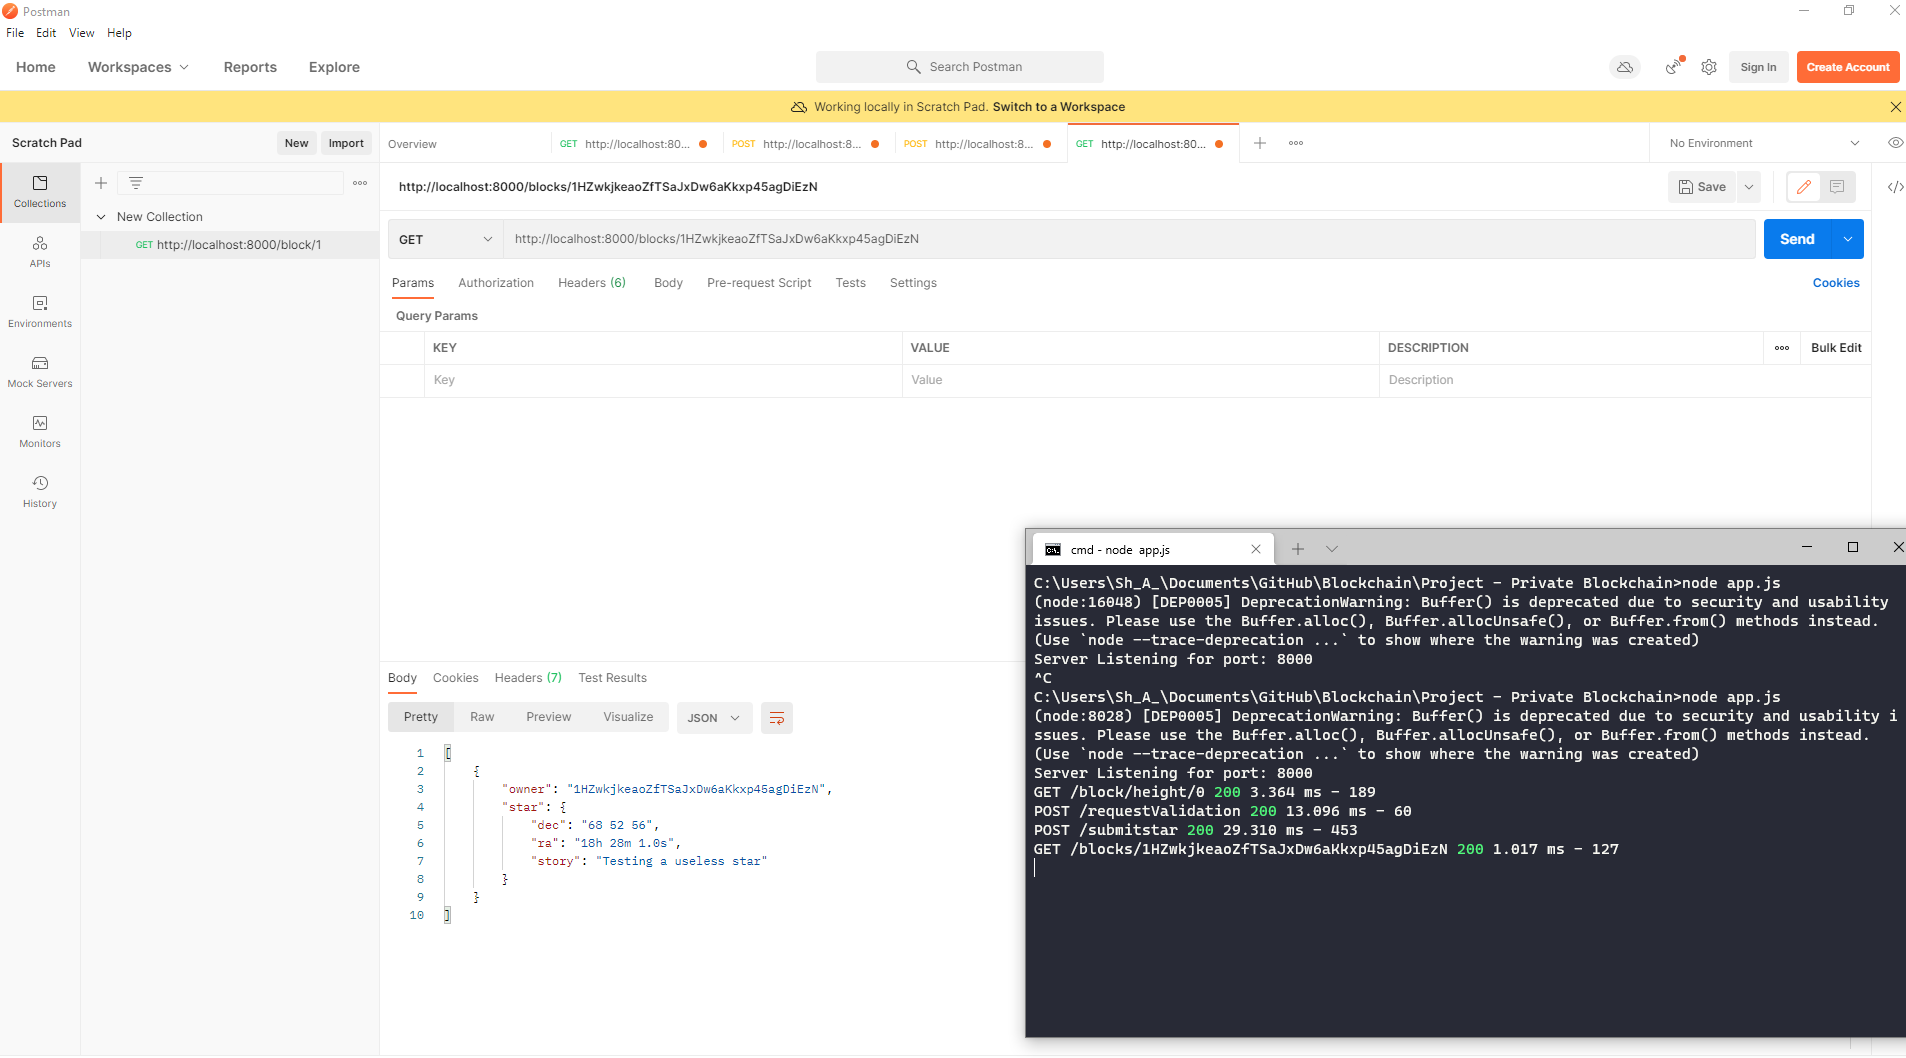 Postman
File Edit View Help
Home Workspaces Reports Explore Search Postman Sign In Create Account
Working locally in Scratch Pad. Switch to a Workspace
Scratch Pad New Import Overview GET http://localhost:80... POST http://localhost:8... POST http://localhost:8... GET http://localhost:80... No Environment
http://localhost:8000/blocks/1HZwkjkeaoZfTSaJxDw6aKkxp45agDiEzN Save
Collections
New Collection
GET http://localhost:8000/block/1
APIs
Environments
Mock Servers
Monitors
History
GET http://localhost:8000/blocks/1HZwkjkeaoZfTSaJxDw6aKkxp45agDiEzN Send
Params Authorization Headers (6) Body Pre-request Script Tests Settings Cookies
Query Params
KEY VALUE DESCRIPTION Bulk Edit
Key Value Description
Body Cookies Headers (7) Test Results
Pretty Raw Preview Visualize JSON
1 [
2 {
3 "owner": "1HZwkjkeaoZfTSaJxDw6aKkxp45agDiEzN",
4 "star": {
5 "dec": "68 52 56",
6 "ra": "18h 28m 1.0s",
7 "story": "Testing a useless star"
8 }
9 }
10 ]
cmd - node app.js
C:\Users\Sh_A_\Documents\GitHub\Blockchain\Project - Private Blockchain>node app.js
(node:16048) [DEP0005] DeprecationWarning: Buffer() is deprecated due to security and usability
issues. Please use the Buffer.alloc(), Buffer.allocUnsafe(), or Buffer.from() methods instead.
(Use `node --trace-deprecation ...` to show where the warning was created)
Server Listening for port: 8000
^C
C:\Users\Sh_A_\Documents\GitHub\Blockchain\Project - Private Blockchain>node app.js
(node:8028) [DEP0005] DeprecationWarning: Buffer() is deprecated due to security and usability i
ssues. Please use the Buffer.alloc(), Buffer.allocUnsafe(), or Buffer.from() methods instead.
(Use `node --trace-deprecation ...` to show where the warning was created)
Server Listening for port: 8000
GET /block/height/0 200 3.364 ms - 189
POST /requestValidation 200 13.096 ms - 60
POST /submitstar 200 29.310 ms - 453
GET /blocks/1HZwkjkeaoZfTSaJxDw6aKkxp45agDiEzN 200 1.017 ms - 127